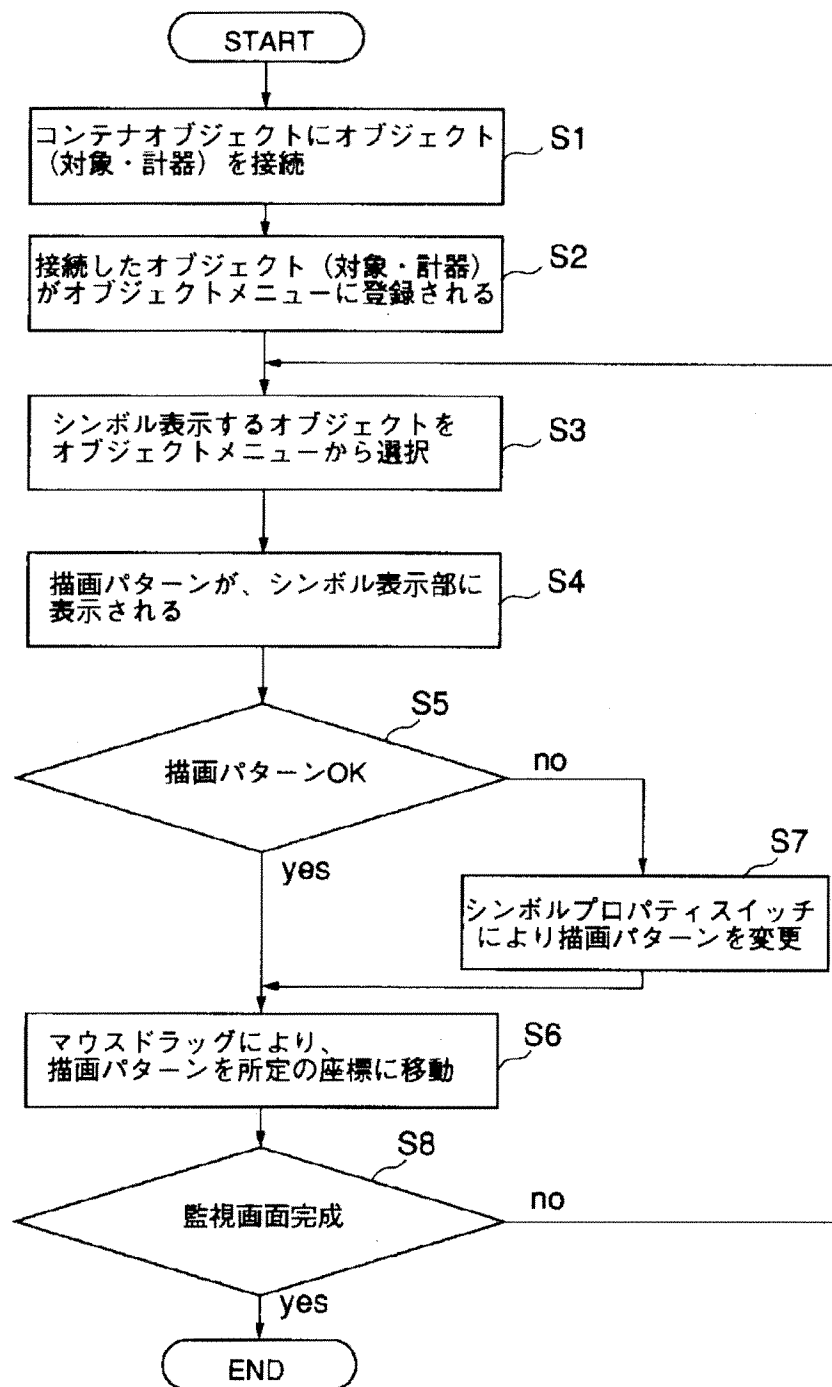 START
コンテナオブジェクトにオブジェクト
（対象・計器）を接続
S1
接続したオブジェクト（対象・計器）
がオブジェクトメニューに登録される
S2
シンボル表示するオブジェクトを
オブジェクトメニューから選択
S3
描画パターンが、シンボル表示部に
表示される
S4
S5
描画パターンOK
no
yes
S7
シンボルプロパティスイッチ
により描画パターンを変更
マウスドラッグにより、
描画パターンを所定の座標に移動
S6
S8
監視画面完成
no
yes
END